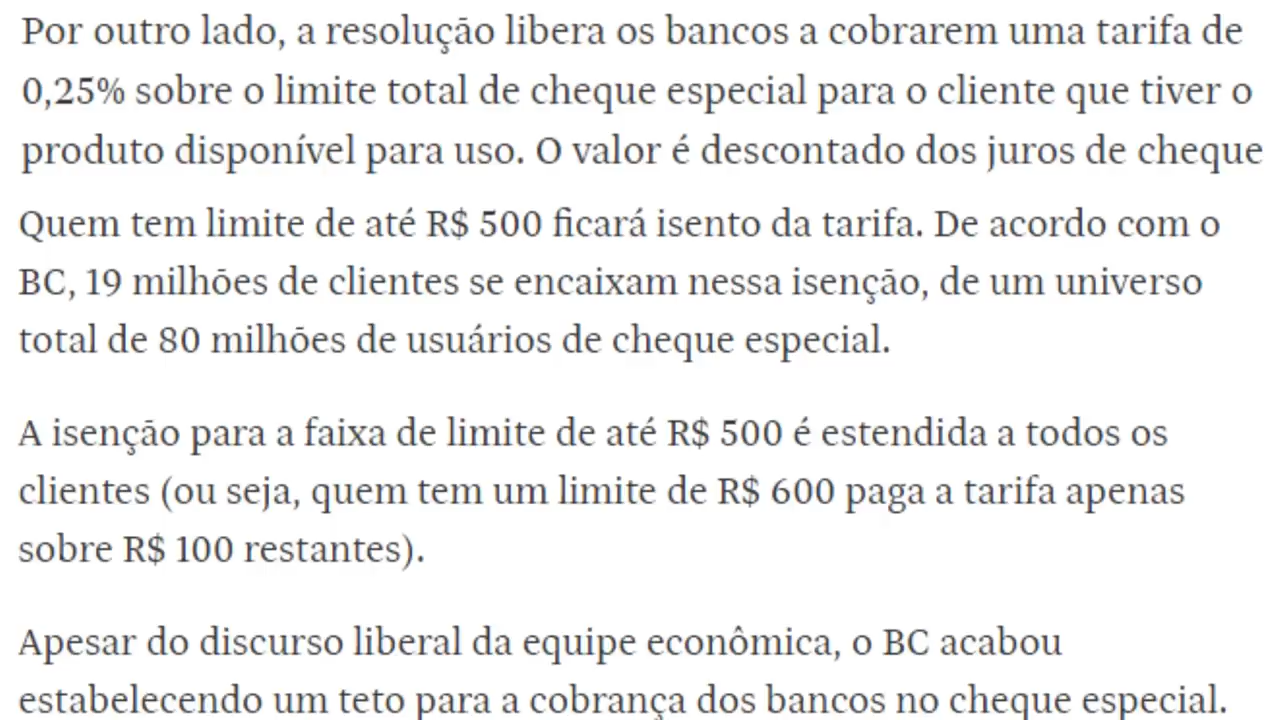 Por outro lado, a resolução libera os bancos a cobrarem uma tarifa de
0,25% sobre o limite total de cheque especial para o cliente que tiver o
produto disponível para uso. O valor é descontado dos juros de cheque
Quem tem limite de até R$ 500 ficará isento da tarifa. De acordo com o
BC, 19 milhões de clientes se encaixam nessa isenção, de um universo
total de 80 milhões de usuários de cheque especial.
A isenção para a faixa de limite de até R$ 500 é estendida a todos os
clientes (ou seja, quem tem um limite de R$ 600 paga a tarifa apenas
sobre R$ 100 restantes).
Apesar do discurso liberal da equipe econômica, o BC acabou
estabelecendo um teto para a cobrança dos bancos no cheque especial.